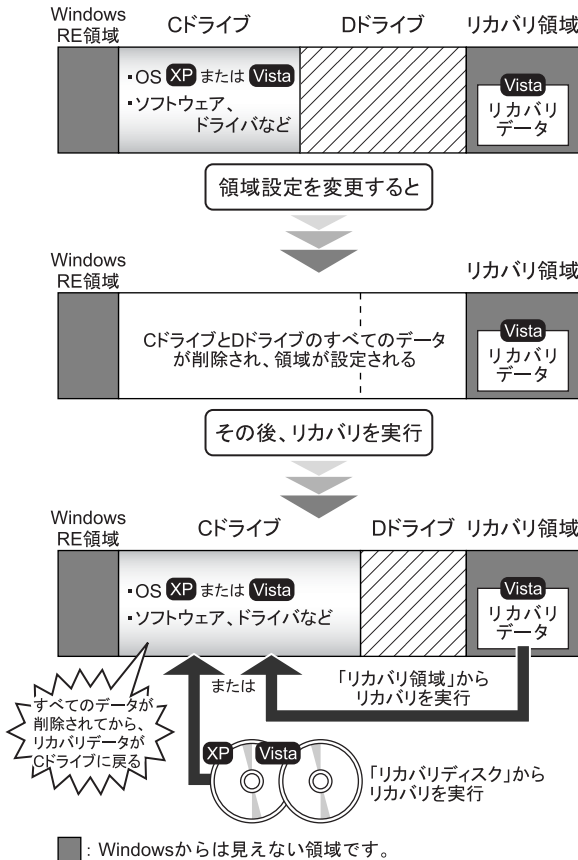 Windows
RE領域
Cドライブ
Dドライブ
リカバリ領域
▪OS XP または Vista
▪ソフトウェア、
ドライバなど
Vista
リカバリ
データ
領域設定を変更すると
Windows
RE領域
リカバリ領域
CドライブとDドライブのすべてのデータ
が削除され、領域が設定される
Vista
リカバリ
データ
その後、リカバリを実行
Windows
RE領域
Cドライブ
Dドライブ
リカバリ領域
▪OS XP または Vista
▪ソフトウェア、ドライバなど
Vista
リカバリ
データ
すべてのデータが
削除されてから、
リカバリデータが
Cドライブに戻る
または
「リカバリ領域」から
リカバリを実行
XP
Vista
「リカバリディスク」から
リカバリを実行
：Windowsからは見えない領域です。